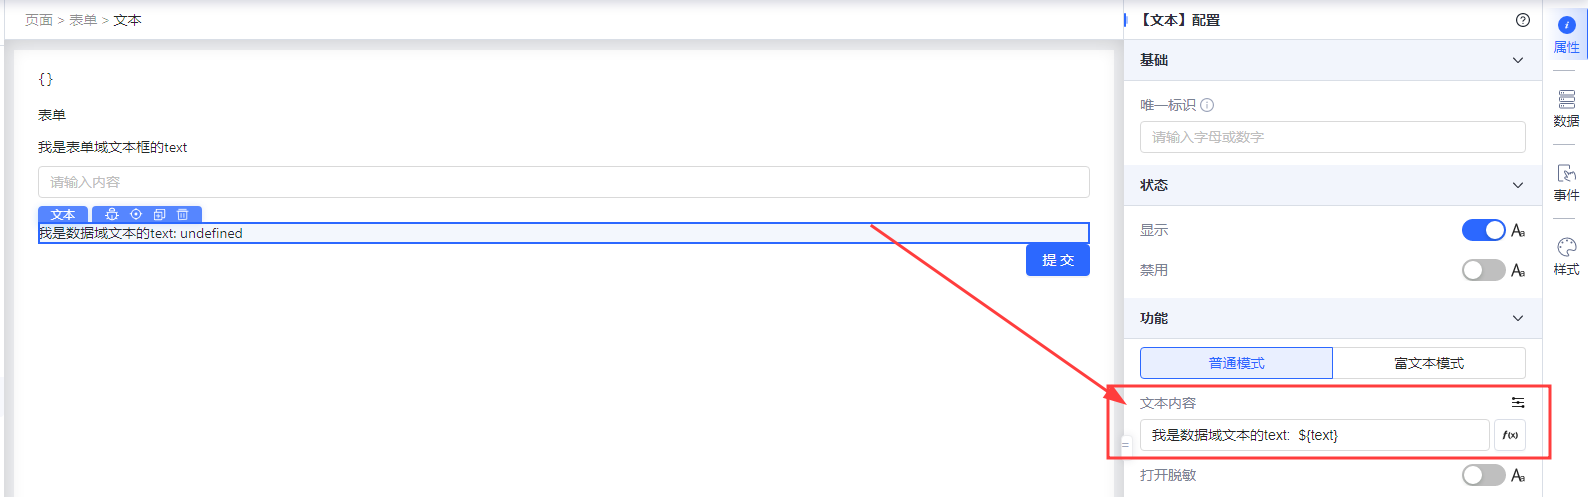 页面 > 表单 > 文本
{}
表单
我是表单域文本框的text
请输入内容
文本
我是数据域文本的text: undefined
提 交
【文本】配置
基础
唯一标识
请输入字母或数字
状态
显示
禁用
功能
普通模式 富文本模式
文本内容
我是数据域文本的text: ${text}
f(x)
打开脱敏
属性
数据
事件
样式